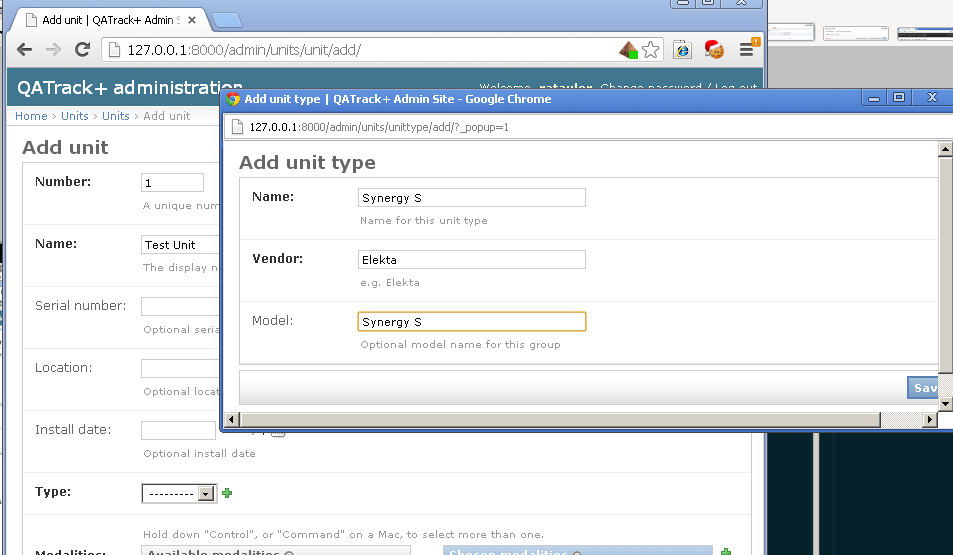 Add unit | QATrack+ Admin S
127.0.0.1:8000/admin/units/unit/add/
QATrack+ administration
Welcome,
Change password / Log out
Home › Units › Units › Add unit
Add unit
Number:
1
A unique num
Name:
Test Unit
The display n
Serial number:
Optional seria
Location:
Optional locat
Install date:
Optional install date
Type:
---------
Hold down "Control", or "Command" on a Mac, to select more than one.
Modalities:
Available modalities
Chosen modalities
Add unit type | QATrack+ Admin Site - Google Chrome
127.0.0.1:8000/admin/units/unittype/add/?_popup=1
Add unit type
Name:
Synergy S
Name for this unit type
Vendor:
Elekta
e.g. Elekta
Model:
Synergy S
Optional model name for this group
Sav